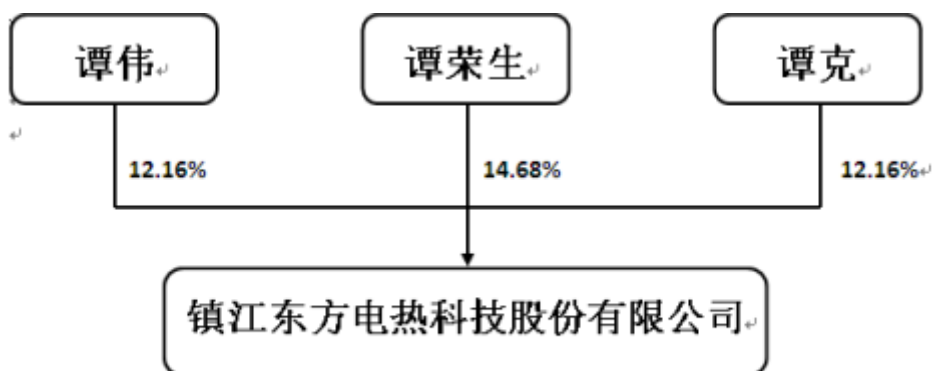 谭伟
谭荣生
谭克
12.16%
14.68%
12.16%
镇江东方电热科技股份有限公司